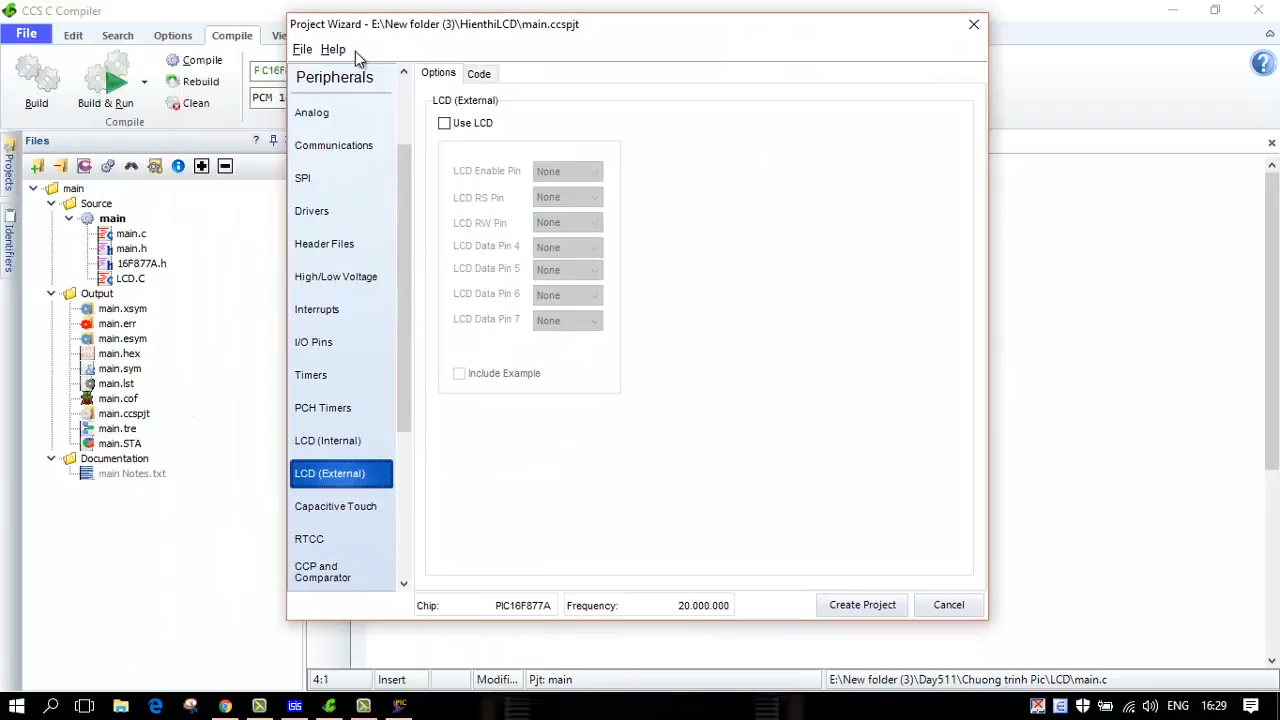 CCS C Compiler
Project Wizard - E:\New folder (3)\HienthiLCD\main.ccspjt
File Edit Search Options Compile
File Help
Compile
Rebuild
Clean
Build
Build & Run
Compile
PCM
Files
Projects
Identifiers
main
Source
main
main.c
main.h
16F877A.h
LCD.C
Output
main.xsym
main.err
main.esym
main.hex
main.sym
main.lst
main.cof
main.ccspjt
main.tre
main.STA
Documentation
main Notes.txt
Peripherals
Analog
Communications
SPI
Drivers
Header Files
High/Low Voltage
Interrupts
I/O Pins
Timers
PCH Timers
LCD (Internal)
LCD (External)
Capacitive Touch
RTCC
CCP and
Comparator
Options Code
LCD (External)
Use LCD
LCD Enable Pin None
LCD RS Pin None
LCD RW Pin None
LCD Data Pin 4 None
LCD Data Pin 5 None
LCD Data Pin 6 None
LCD Data Pin 7 None
Include Example
Chip: PIC16F877A Frequency: 20.000.000 Create Project Cancel
4:1 Insert Modifi... Pjt: main E:\New folder (3)\Day511\Chuong trinh Pic\LCD\main.c
ENG